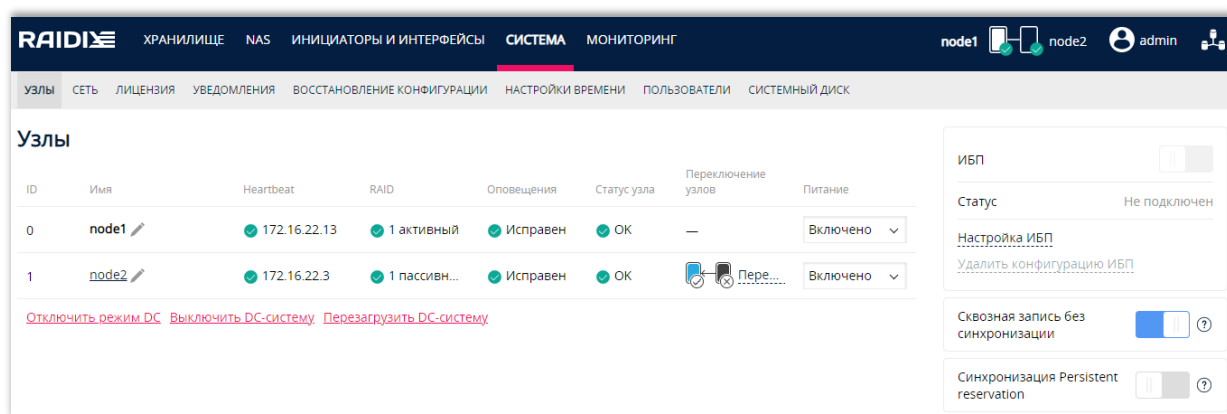 RAIDIX ХРАНИЛИЩЕ NAS ИНИЦИАТОРЫ И ИНТЕРФЕЙСЫ СИСТЕМА МОНИТОРИНГ node1 node2 admin
УЗЛЫ СЕТЬ ЛИЦЕНЗИЯ УВЕДОМЛЕНИЯ ВОССТАНОВЛЕНИЕ КОНФИГУРАЦИИ НАСТРОЙКИ ВРЕМЕНИ ПОЛЬЗОВАТЕЛИ СИСТЕМНЫЙ ДИСК
Узлы
ID Имя Heartbeat RAID Оповещения Статус узла Переключение узлов Питание
0 node1 172.16.22.13 1 активный Исправен OK — Включено
1 node2 172.16.22.3 1 пассивн... Исправен OK Пере... Включено
Отключить режим DC Выключить DC-систему Перезагрузить DC-систему
ИБП
Статус Не подключен
Настройка ИБП
Удалить конфигурацию ИБП
Сквозная запись без
синхронизации ?
Синхронизация Persistent
reservation ?